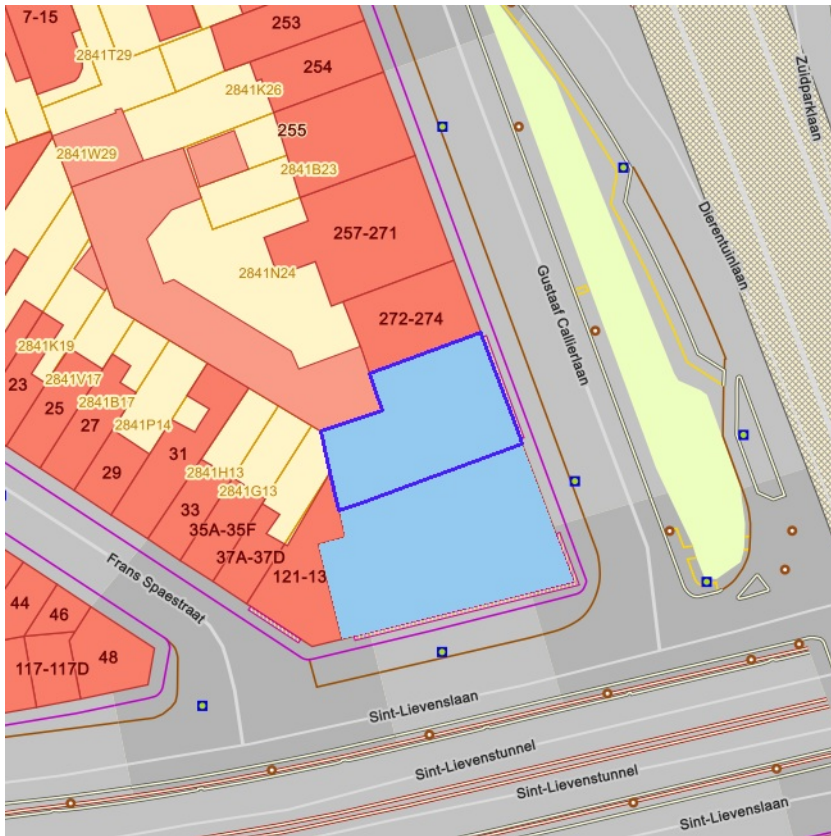 7-15
253
2841T29
254
Zuidparklaan
2841K26
255
2841W29
2841B23
Dierentuinlaan
257-271
2841N24
Gustaaf Callierlaan
272-274
2841K19
23
2841V17
25
2841B17
27
2841P14
31
29
2841H13
2841G13
33
35A-35F
37A-37D
121-13
Frans Spaestraat
44
46
48
117-117D
Sint-Lievenslaan
Sint-Lievenstunnel
Sint-Lievenstunnel
Sint-Lievenslaan